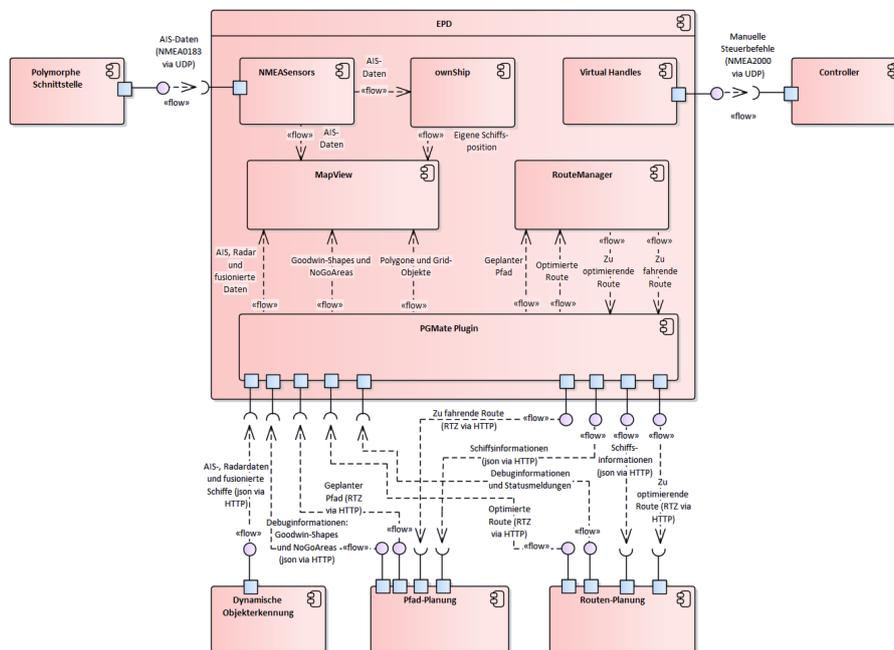 EPD
AIS-Daten
(NMEA0183
via UDP)
«flow»
Polymorphe
Schnittstelle
NMEASensors
AIS-
Daten
«flow»
ownShip
Virtual Handles
Manuelle
Steuerbefehle
(NMEA2000
via UDP)
«flow»
Controller
«flow»
AIS-
Daten
«flow»
Eigene Schiffs-
position
MapView
RouteManager
AIS, Radar
und
fusionierte
Daten
«flow»
Goodwin-Shapes und
NoGoAreas
«flow»
Polygone und Grid-
Objekte
«flow»
Geplanter
Pfad
«flow»
Optimierte
Route
«flow»
«flow»
Zu
optimierende
Route
«flow»
Zu
fahrende
Route
PGMate Plugin
Zu fahrende Route
(RTZ via HTTP)
«flow»
Schiffsinformationen
(json via HTTP)
«flow»
«flow»
Schiffs-
informationen
(json via HTTP)
«flow»
Zu
optimierende
Route (RTZ via
HTTP)
Debuginformationen
und Statusmeldungen
«flow»
AIS-, Radardaten
und fusionierte
Schiffe (json via
HTTP)
«flow»
Geplanter
Pfad (RTZ
via HTTP)
«flow»
Debuginformationen:
Goodwin-Shapes
und NoGoAreas
(json via HTTP)
«flow»
Optimierte
Route (RTZ
via HTTP)
«flow»
Dynamische
Objekterkennung
Pfad-Planung
Routen-Planung